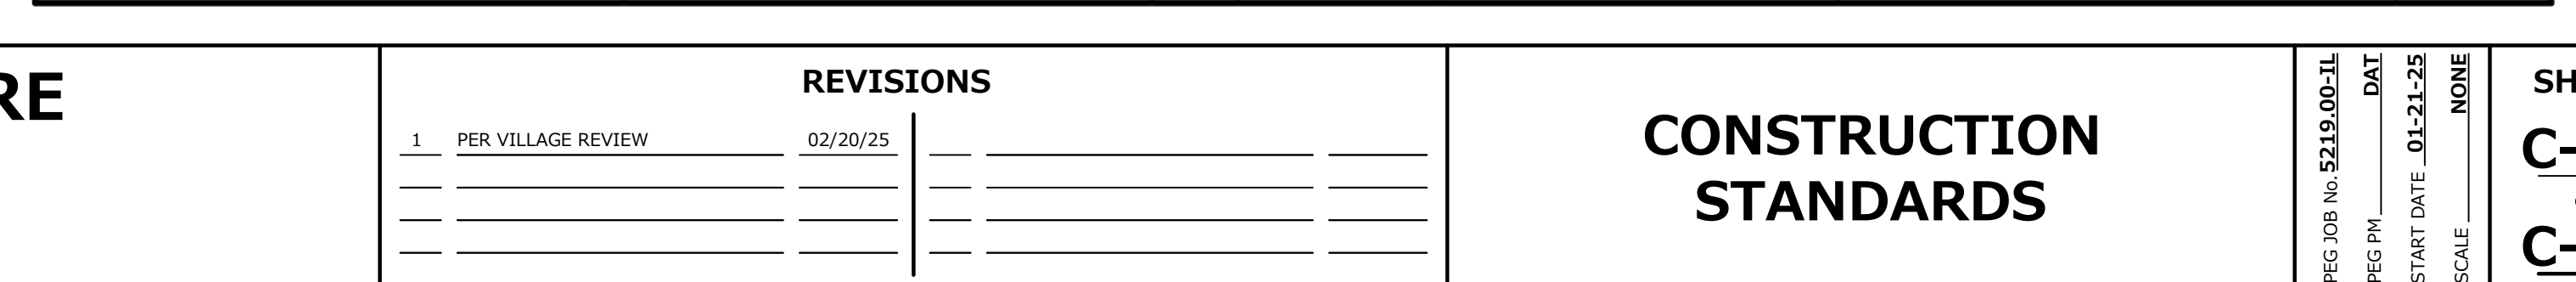 RE
REVISIONS
1 PER VILLAGE REVIEW 02/20/25
CONSTRUCTION
STANDARDS
PEG JOB No. 5219.00-IL
PEG PM DAT
START DATE 01-21-25
SCALE NONE
SH
C-
C-